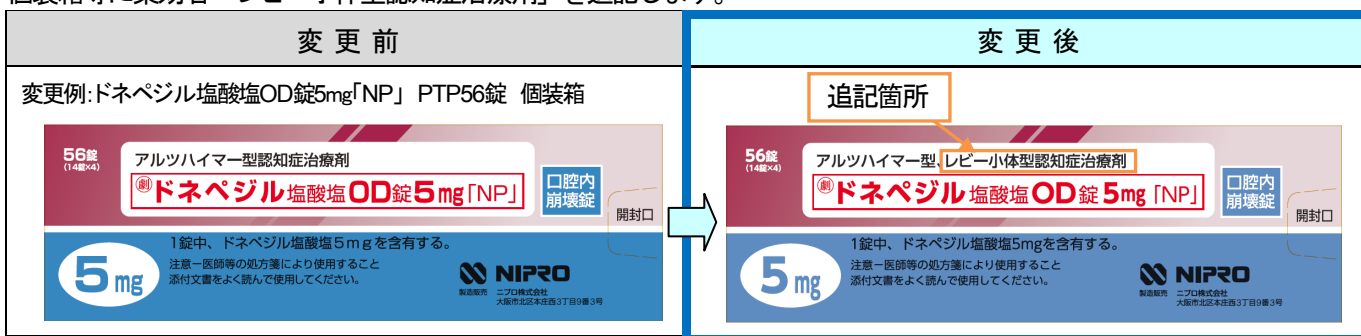 個装箱等に薬効名「レビー小体型認知症治療剤」を追記します。
変更前
変更後
変更例:ドネペジル塩酸塩OD錠5mg「NP」 PTP56錠 個装箱
56錠
(14錠×4)
アルツハイマー型認知症治療剤
劇ドネペジル塩酸塩OD錠5mg「NP」
口腔内
崩壊錠
開封口
5mg
1錠中、ドネペジル塩酸塩5mgを含有する。
注意-医師等の処方箋により使用すること
添付文書をよく読んで使用してください。
NIPRO
製造販売 ニプロ株式会社
大阪市北区本庄西3丁目9番3号
追記箇所
56錠
(14錠×4)
アルツハイマー型、レビー小体型認知症治療剤
劇ドネペジル塩酸塩OD錠5mg「NP」
口腔内
崩壊錠
開封口
5mg
1錠中、ドネペジル塩酸塩5mgを含有する。
注意-医師等の処方箋により使用すること
添付文書をよく読んで使用してください。
NIPRO
製造販売 ニプロ株式会社
大阪市北区本庄西3丁目9番3号